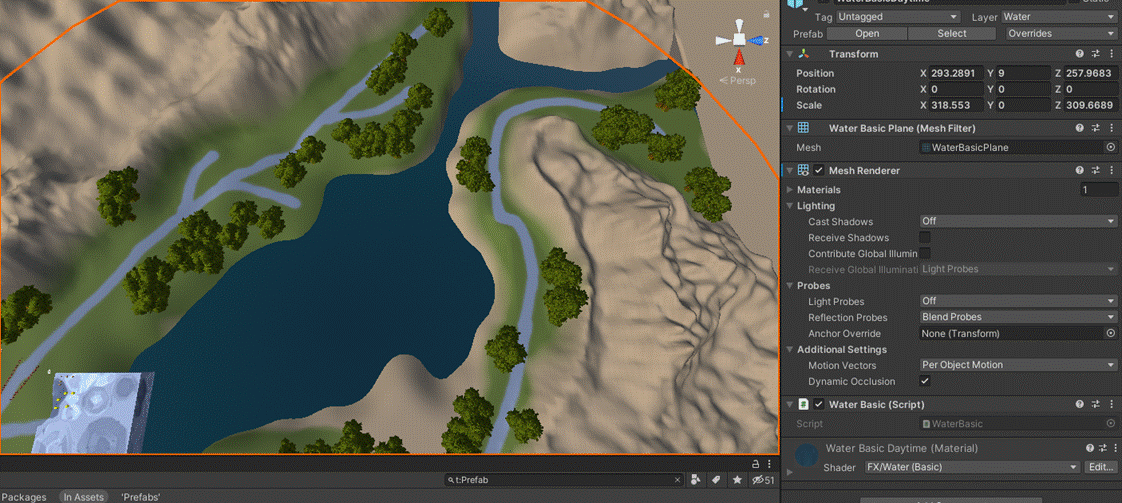 WaterBasicDaytime
Static
Tag Untagged Layer Water
Prefab Open Select Overrides
Transform
Position X 293.2891 Y 9 Z 257.9683
Rotation X 0 Y 0 Z 0
Scale X 318.553 Y 0 Z 309.6689
Water Basic Plane (Mesh Filter)
Mesh WaterBasicPlane
Mesh Renderer
Materials 1
Lighting
Cast Shadows Off
Receive Shadows
Contribute Global Illumin
Receive Global Illuminati Light Probes
Probes
Light Probes Off
Reflection Probes Blend Probes
Anchor Override None (Transform)
Additional Settings
Motion Vectors Per Object Motion
Dynamic Occlusion
Water Basic (Script)
Script WaterBasic
Water Basic Daytime (Material)
Shader FX/Water (Basic) Edit...
z
x
Persp
t:Prefab
51
Packages In Assets 'Prefabs'